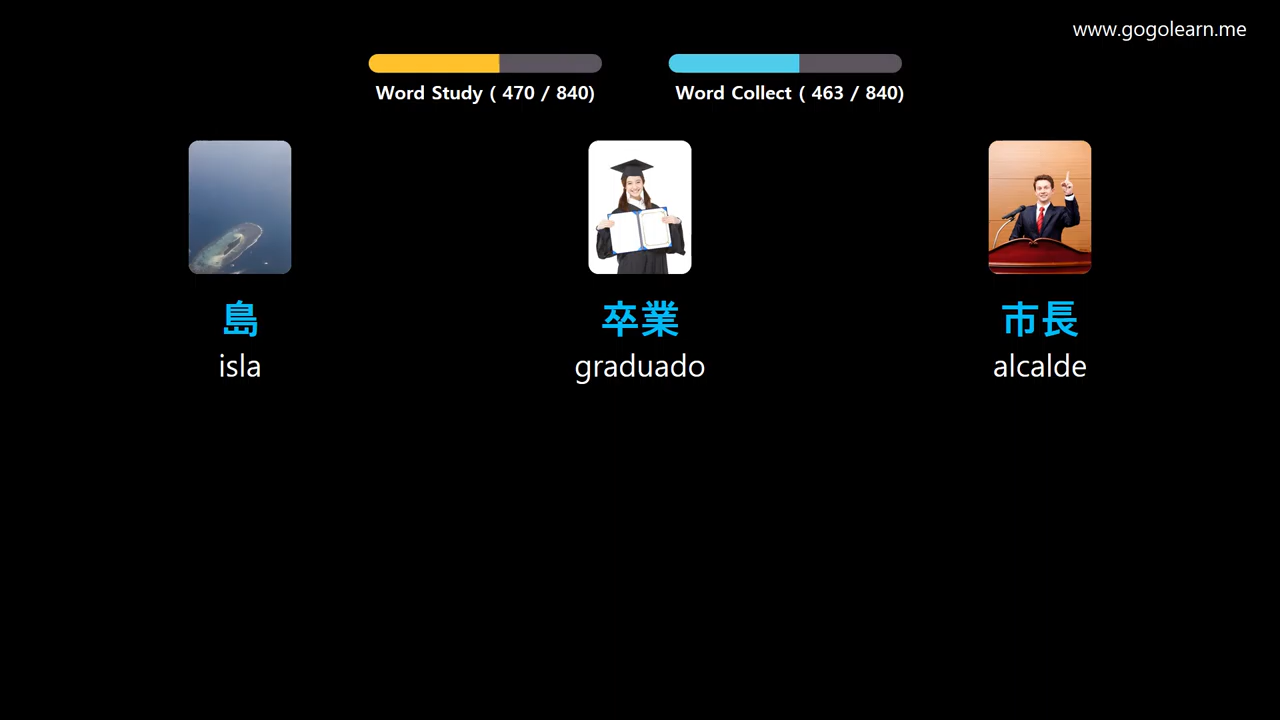 www.gogolearn.me
Word Study ( 470 / 840)
Word Collect ( 463 / 840)
島
卒業
市長
isla
graduado
alcalde